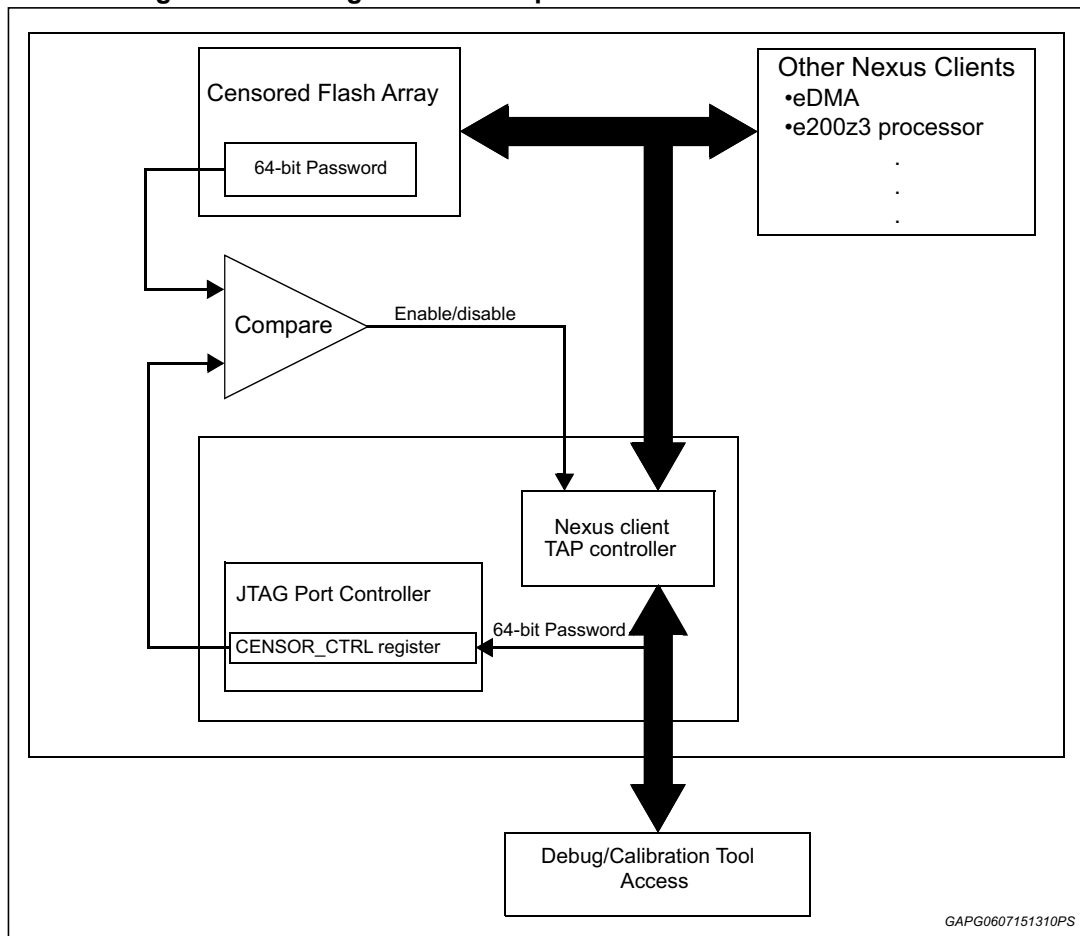 Censored Flash Array
64-bit Password
Other Nexus Clients
•eDMA
•e200z3 processor
.
.
.
Compare
Enable/disable
Nexus client
TAP controller
JTAG Port Controller
CENSOR_CTRL register
64-bit Password
Debug/Calibration Tool
Access
GAPG0607151310PS